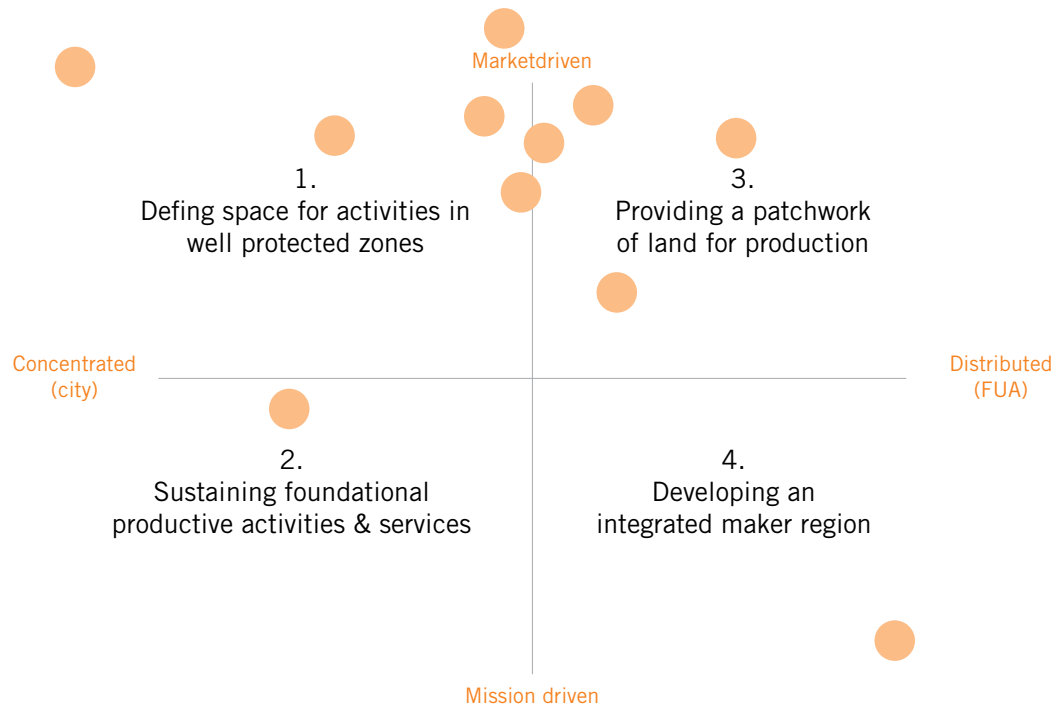 Marketdriven
1.
Defing space for activities in
well protected zones
3.
Providing a patchwork
of land for production
Concentrated
(city)
Distributed
(FUA)
2.
Sustaining foundational
productive activities & services
4.
Developing an
integrated maker region
Mission driven